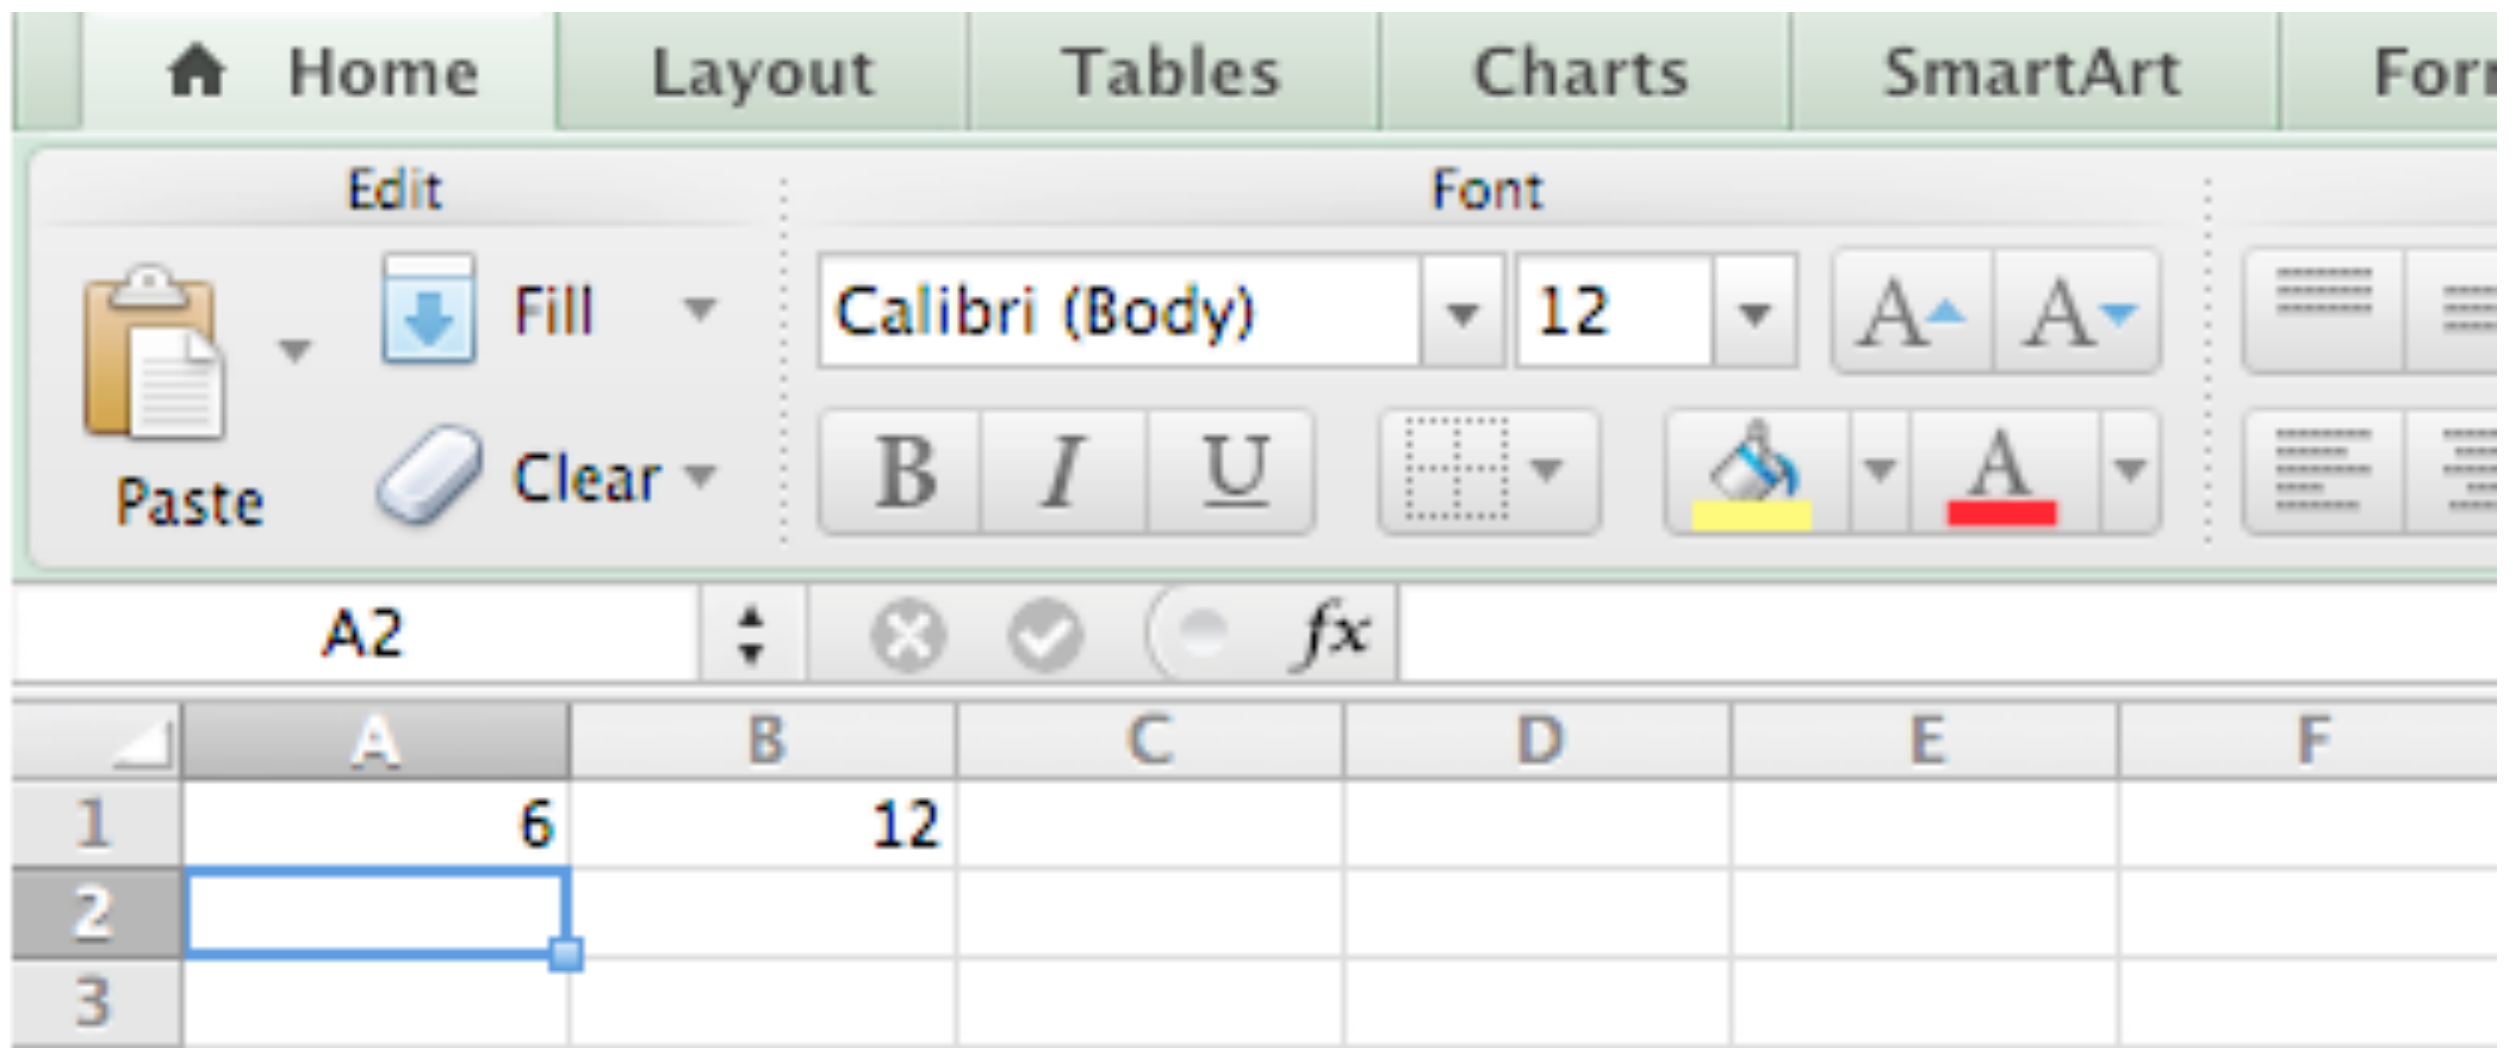 Home Layout Tables Charts SmartArt
Edit Font
Fill Calibri (Body) 12 A A
Paste Clear B I U A
A2 fx
A B C D E F
1 6 12
2
3